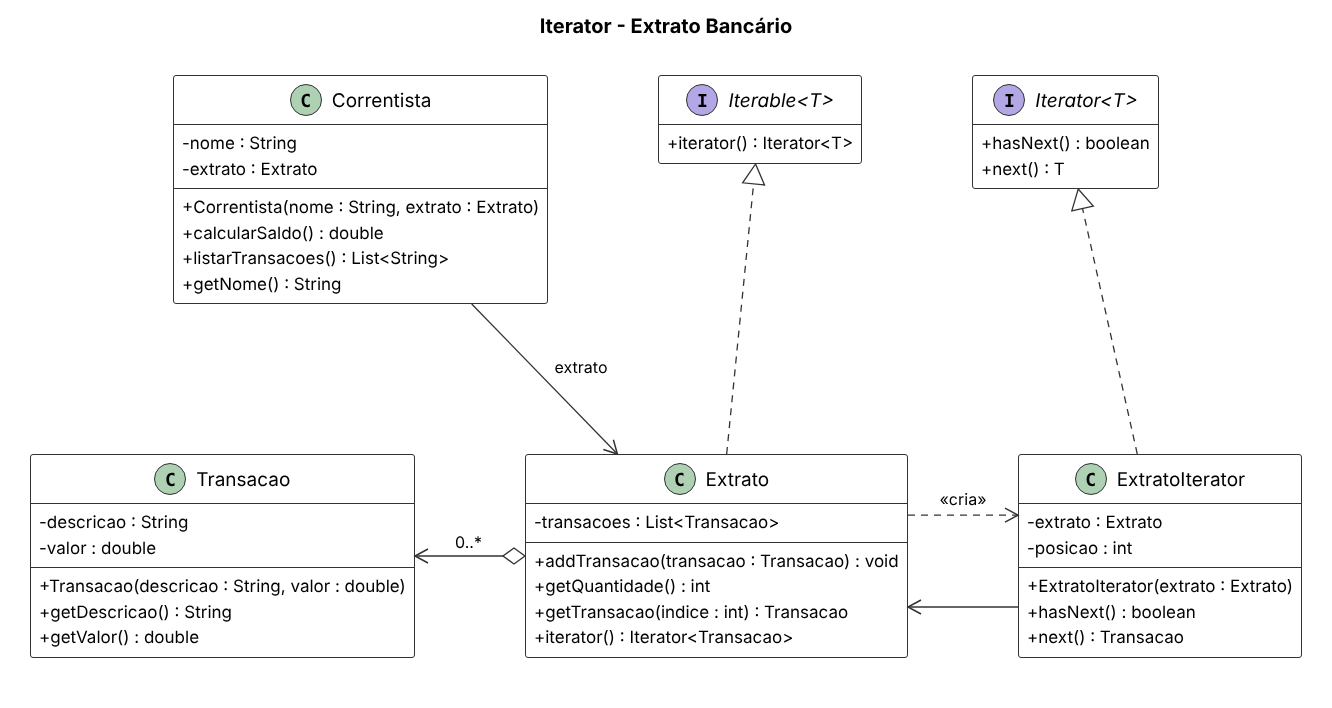 Iterator - Extrato Bancário
C Correntista
-nome : String
-extrato : Extrato
+Correntista(nome : String, extrato : Extrato)
+calcularSaldo() : double
+listarTransacoes() : List<String>
+getNome() : String
I Iterable<T>
+iterator() : Iterator<T>
I Iterator<T>
+hasNext() : boolean
+next() : T
extrato
C Transacao
-descricao : String
-valor : double
+Transacao(descricao : String, valor : double)
+getDescricao() : String
+getValor() : double
0..*
C Extrato
-transacoes : List<Transacao>
+addTransacao(transacao : Transacao) : void
+getQuantidade() : int
+getTransacao(indice : int) : Transacao
+iterator() : Iterator<Transacao>
«cria»
C ExtratoIterator
-extrato : Extrato
-posicao : int
+ExtratoIterator(extrato : Extrato)
+hasNext() : boolean
+next() : Transacao